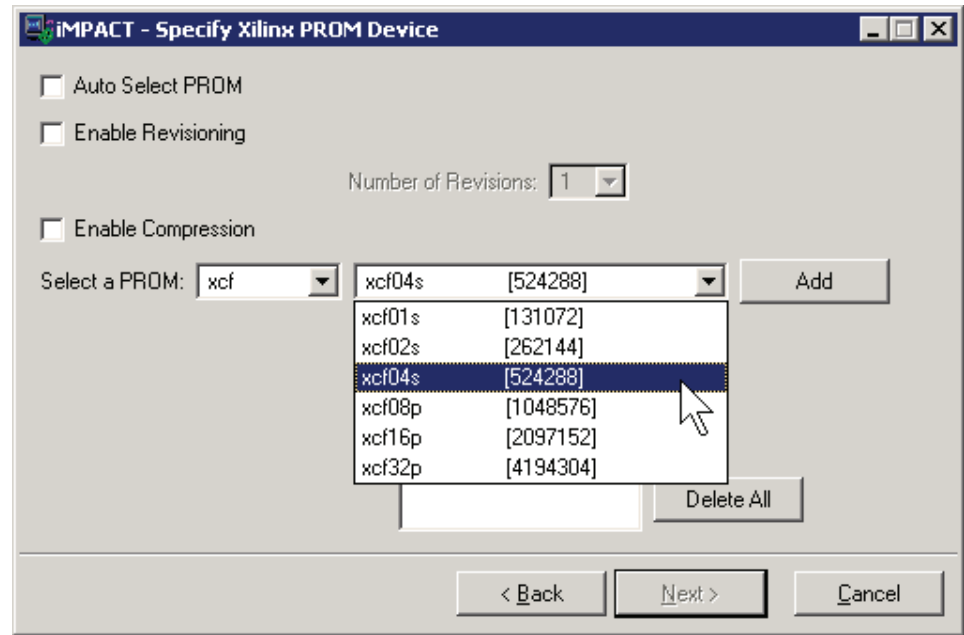 iMPACT - Specify Xilinx PROM Device
Auto Select PROM
Enable Revisioning
Number of Revisions: 1
Enable Compression
Select a PROM: xcf xcf04s [524288] Add
xcf01s [131072]
xcf02s [262144]
xcf04s [524288]
xcf08p [1048576]
xcf16p [2097152]
xcf32p [4194304]
Delete All
< Back Next > Cancel